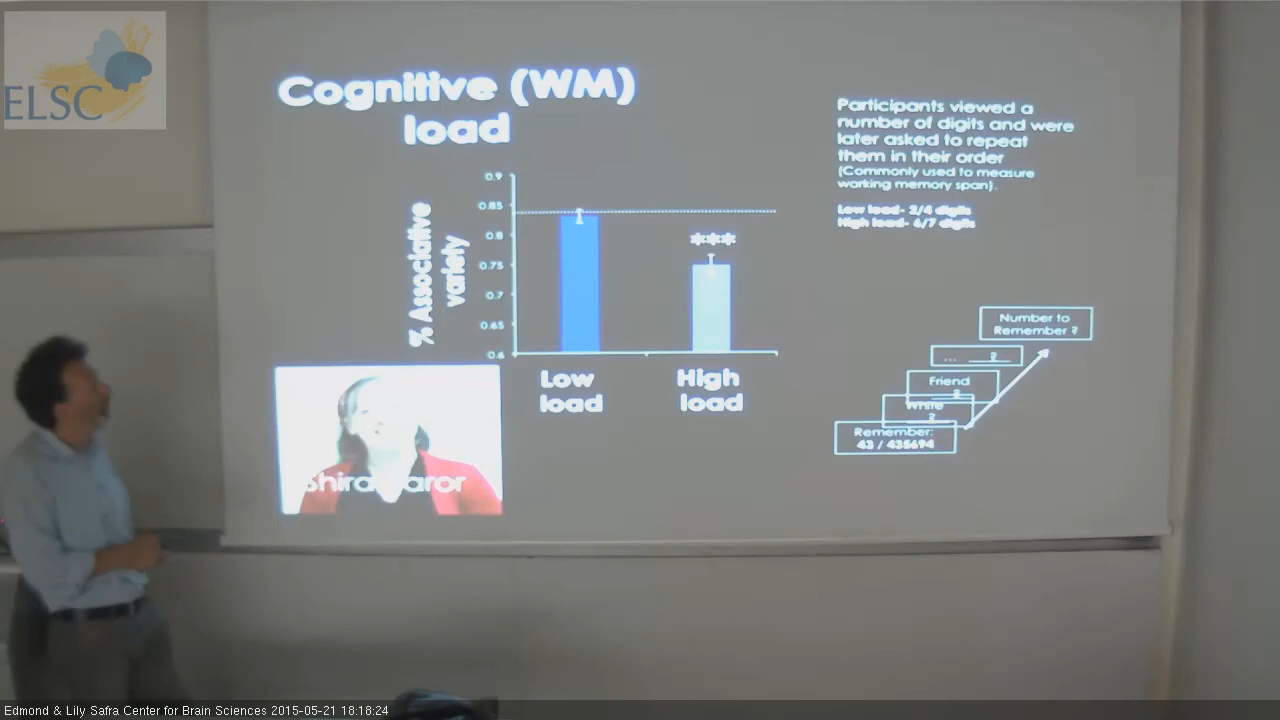 ELSC
Cognitive (WM)
load
Participants viewed a
number of digits and were
later asked to repeat
them in their order
(Commonly used to measure
working memory span).
Low load- 3/4 digits
High load- 6/7 digits
% Associative
variety
0.9
0.85
0.8
0.75
0.7
0.65
0.6
***
Low
load
High
load
Number to
Remember ?
... ?
Friend
?
White
?
Remember:
43 / 435694
Shira
Edmond & Lily Safra Center for Brain Sciences 2015-05-21 18:18:24